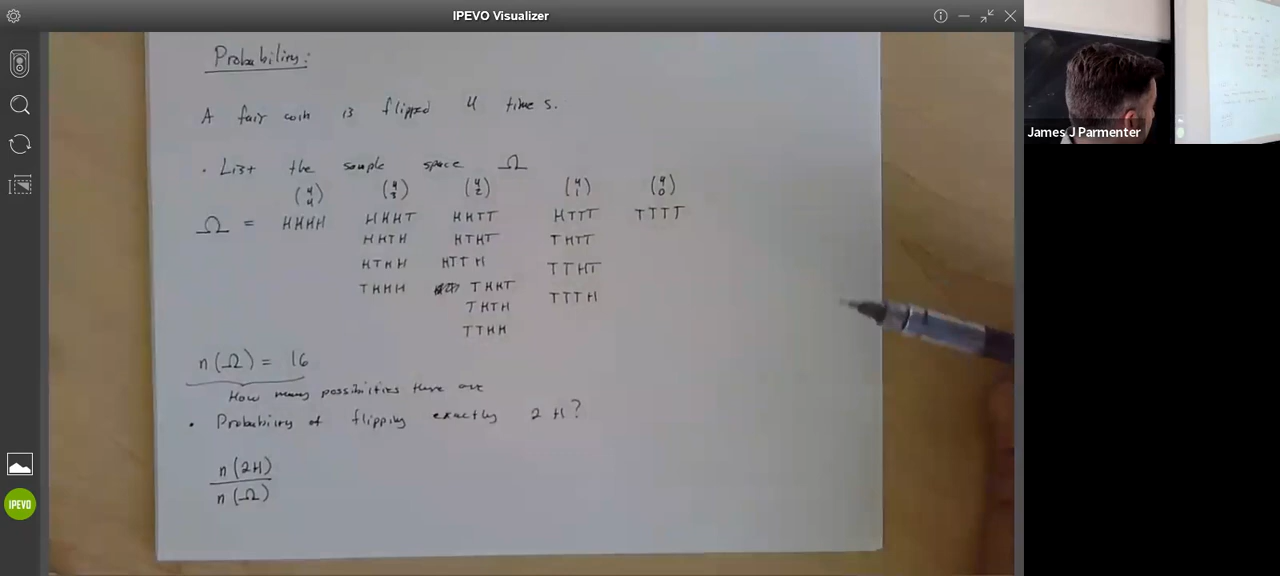 IPEVO Visualizer
Probability:
A fair coin is flipped 4 times.
· List the sample space Ω
(4 4) (4 3) (4 2) (4 1) (4 0)
Ω = HHHH HHHT HHTT HTTT TTTT
HHTH HTHT THTT
HTHH HTTH TTHT
THHH THHT TTTH
THTH
TTHH
n(Ω) = 16
How many possibilities there are
· Probability of flipping exactly 2 H?
n(2H)
n(Ω)
James J Parmenter
IPEVO